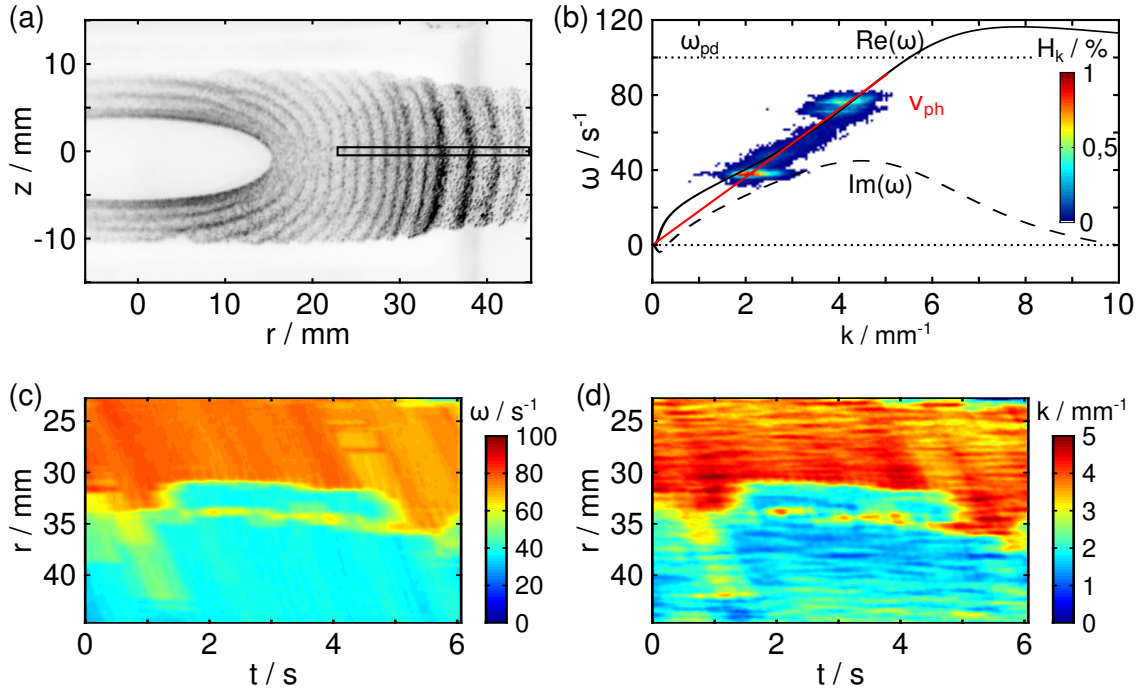 (a)
10
0
-10
z / mm
0 10 20 30 40
r / mm
(b)
120
80
40
0
ω / s⁻¹
ω_pd
Re(ω)
Im(ω)
v_ph
H_k / %
1
0,5
0
0 2 4 6 8 10
k / mm⁻¹
(c)
25
30
35
40
r / mm
0 2 4 6
t / s
ω / s⁻¹
100
80
60
40
20
0
(d)
25
30
35
40
r / mm
0 2 4 6
t / s
k / mm⁻¹
5
4
3
2
1
0